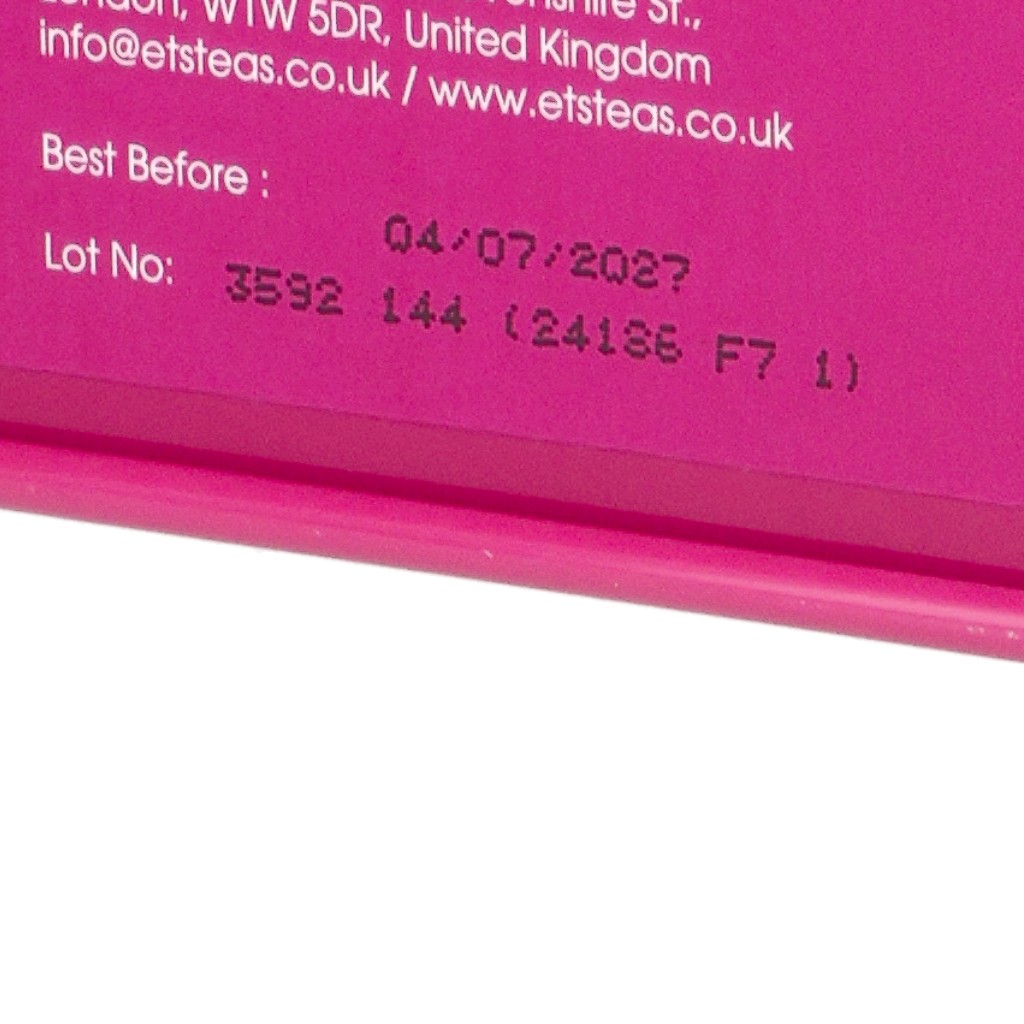 St.,
London, W1W 5DR, United Kingdom
info@etsteas.co.uk / www.etsteas.co.uk
Best Before :
04/07/2027
Lot No: 3592 144 (24186 F7 1)